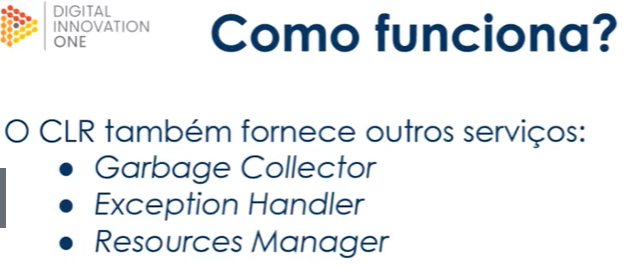 DIGITAL
INNOVATION
ONE
Como funciona?
O CLR também fornece outros serviços:
● Garbage Collector
● Exception Handler
● Resources Manager